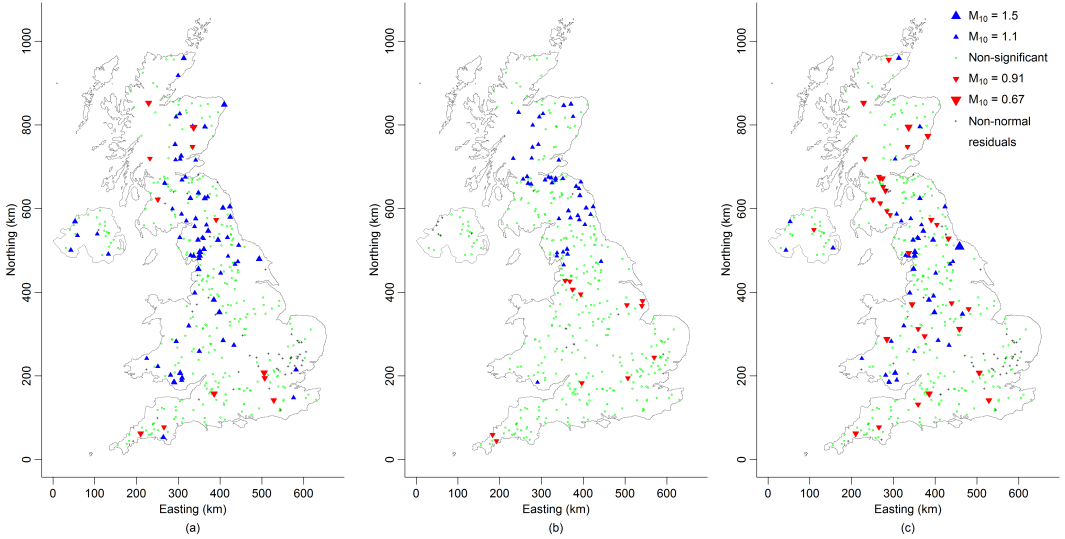 M10 = 1.5
M10 = 1.1
Non-significant
M10 = 0.91
M10 = 0.67
Non-normal
residuals
Northing (km)
0 200 400 600 800 1000
0 100 200 300 400 500 600
Easting (km)
(a)
Northing (km)
0 200 400 600 800 1000
0 100 200 300 400 500 600
Easting (km)
(b)
Northing (km)
0 200 400 600 800 1000
0 100 200 300 400 500 600
Easting (km)
(c)